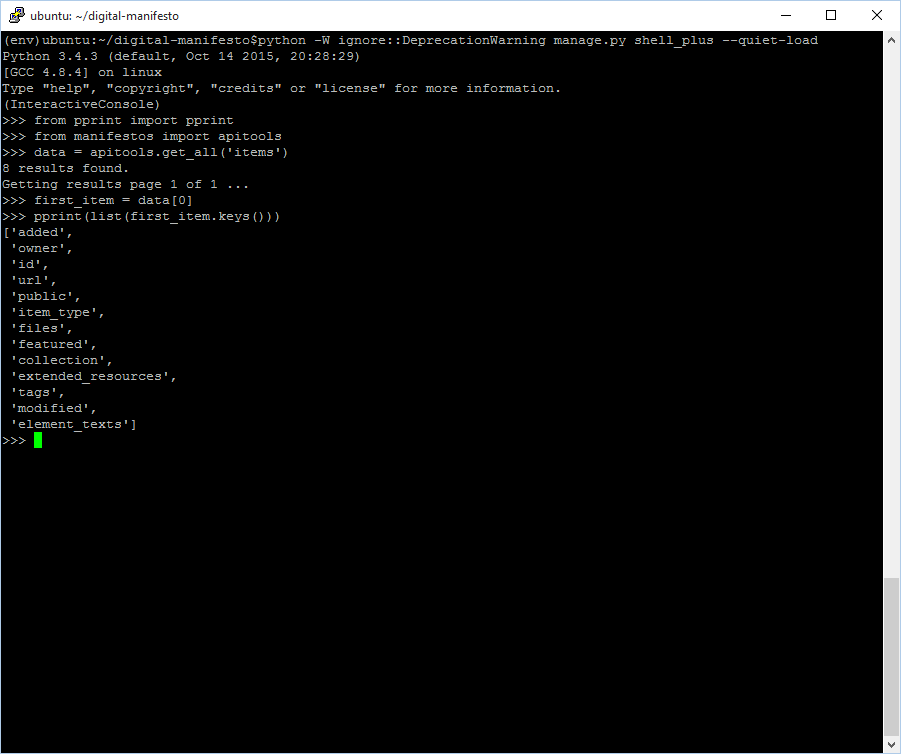 ubuntu: ~/digital-manifesto
(env)ubuntu:~/digital-manifesto$python -W ignore::DeprecationWarning manage.py shell_plus --quiet-load
Python 3.4.3 (default, Oct 14 2015, 20:28:29)
[GCC 4.8.4] on linux
Type "help", "copyright", "credits" or "license" for more information.
(InteractiveConsole)
>>> from pprint import pprint
>>> from manifestos import apitools
>>> data = apitools.get_all('items')
8 results found.
Getting results page 1 of 1 ...
>>> first_item = data[0]
>>> pprint(list(first_item.keys()))
['added',
 'owner',
 'id',
 'url',
 'public',
 'item_type',
 'files',
 'featured',
 'collection',
 'extended_resources',
 'tags',
 'modified',
 'element_texts']
>>>